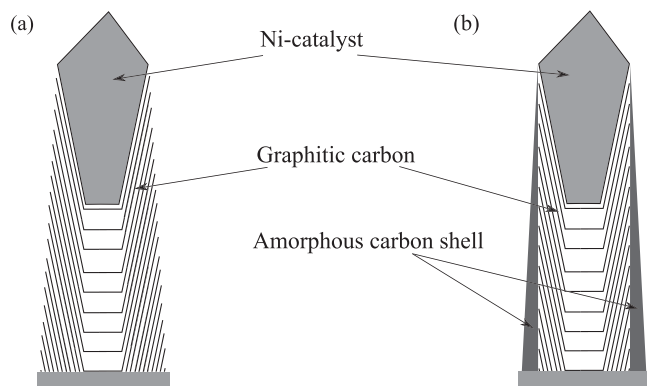 (a)
Ni-catalyst
(b)
Graphitic carbon
Amorphous carbon shell